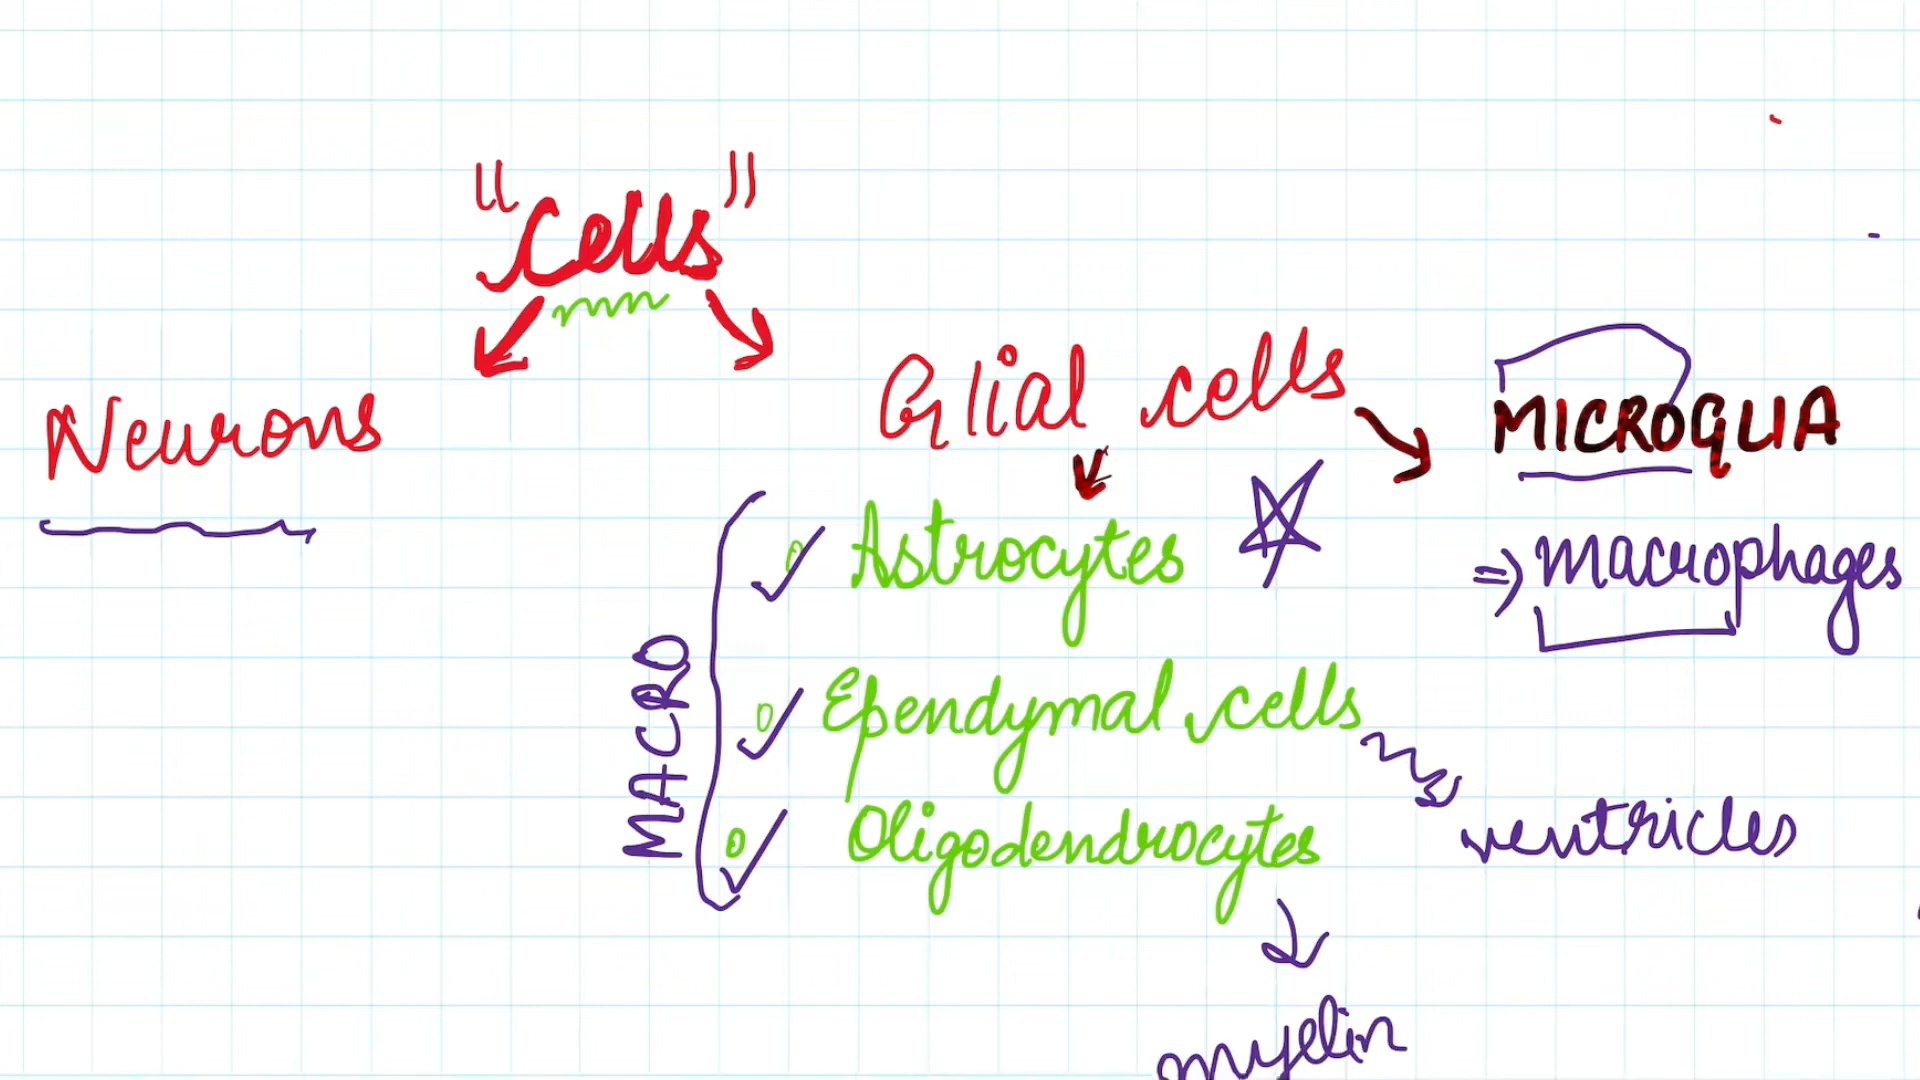 "Cells"
Neurons
Glial cells
MICROGLIA
Astrocytes
⇒ Macrophages
MACRO
Ependymal cells
Oligodendrocytes
ventricles
myelin